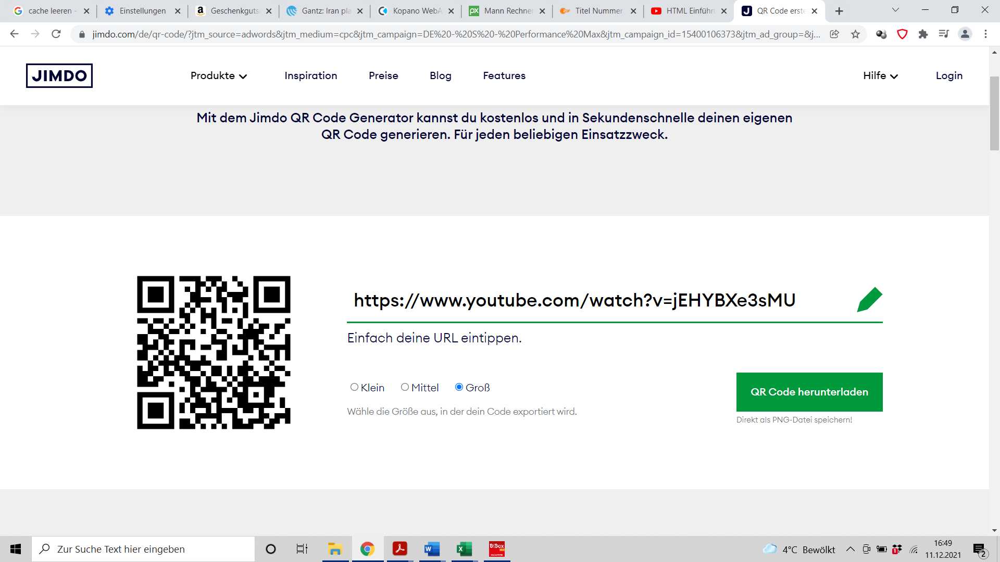 cache leeren -
Einstellungen
Geschenkguts
Gantz: Iran pla
Kopano WebA
Mann Rechner
Titel Nummer
HTML Einführ
QR Code erste
jimdo.com/de/qr-code/?jtm_source=adwords&jtm_medium=cpc&jtm_campaign=DE%20-%20S%20-%20Performance%20Max&jtm_campaign_id=15400106373&jtm_ad_group=&j...
JIMDO
Produkte
Inspiration
Preise
Blog
Features
Hilfe
Login
Mit dem Jimdo QR Code Generator kannst du kostenlos und in Sekundenschnelle deinen eigenen
QR Code generieren. Für jeden beliebigen Einsatzzweck.
https://www.youtube.com/watch?v=jEHYBXe3sMU
Einfach deine URL eintippen.
Klein
Mittel
Groß
QR Code herunterladen
Wähle die Größe aus, in der dein Code exportiert wird.
Direkt als PNG-Datei speichern!
Zur Suche Text hier eingeben
BiBox
4°C Bewölkt
1
16:49
11.12.2021
2